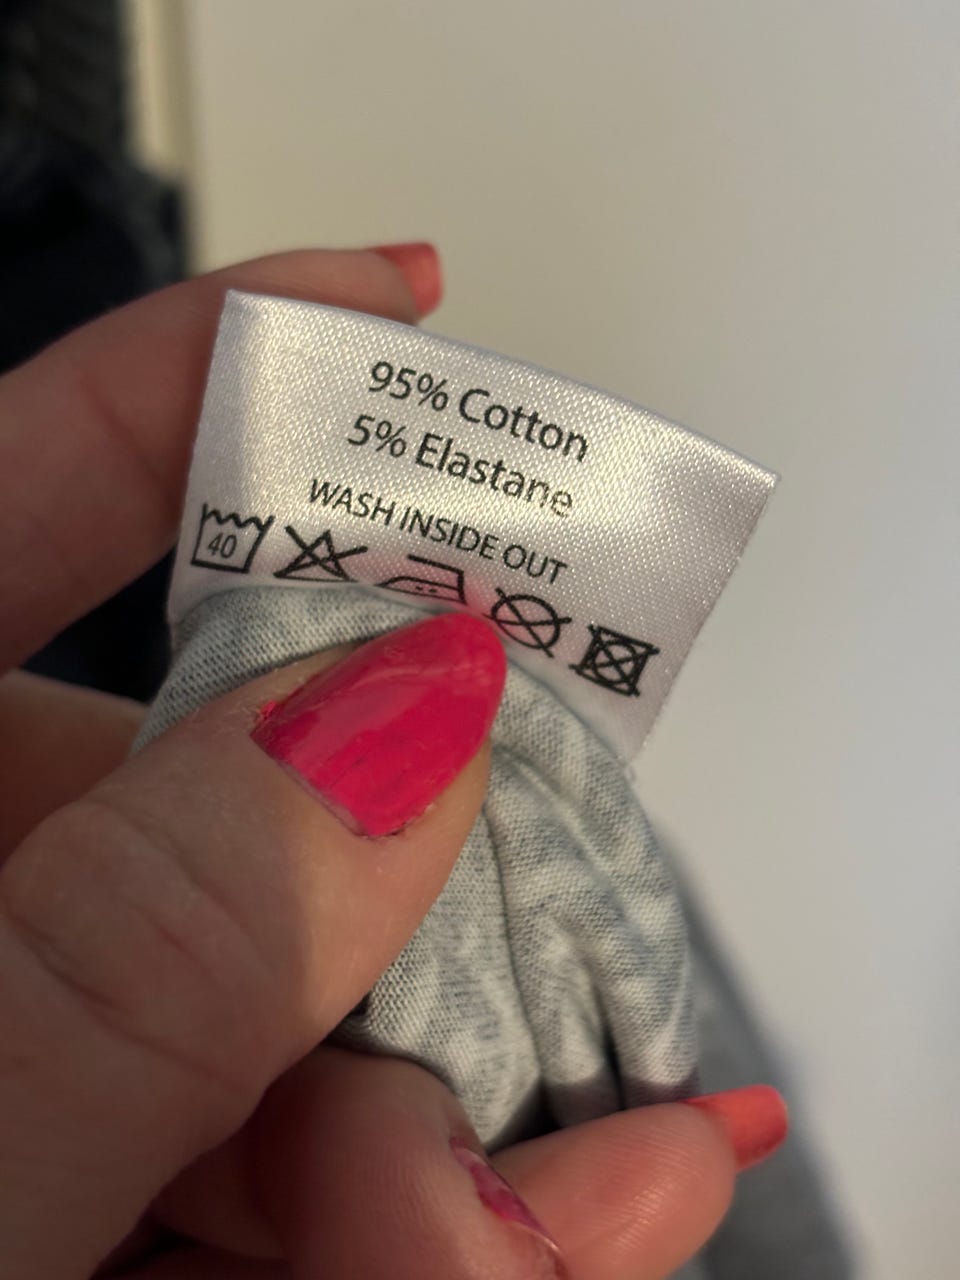 95% Cotton
5% Elastane
WASH INSIDE OUT
40